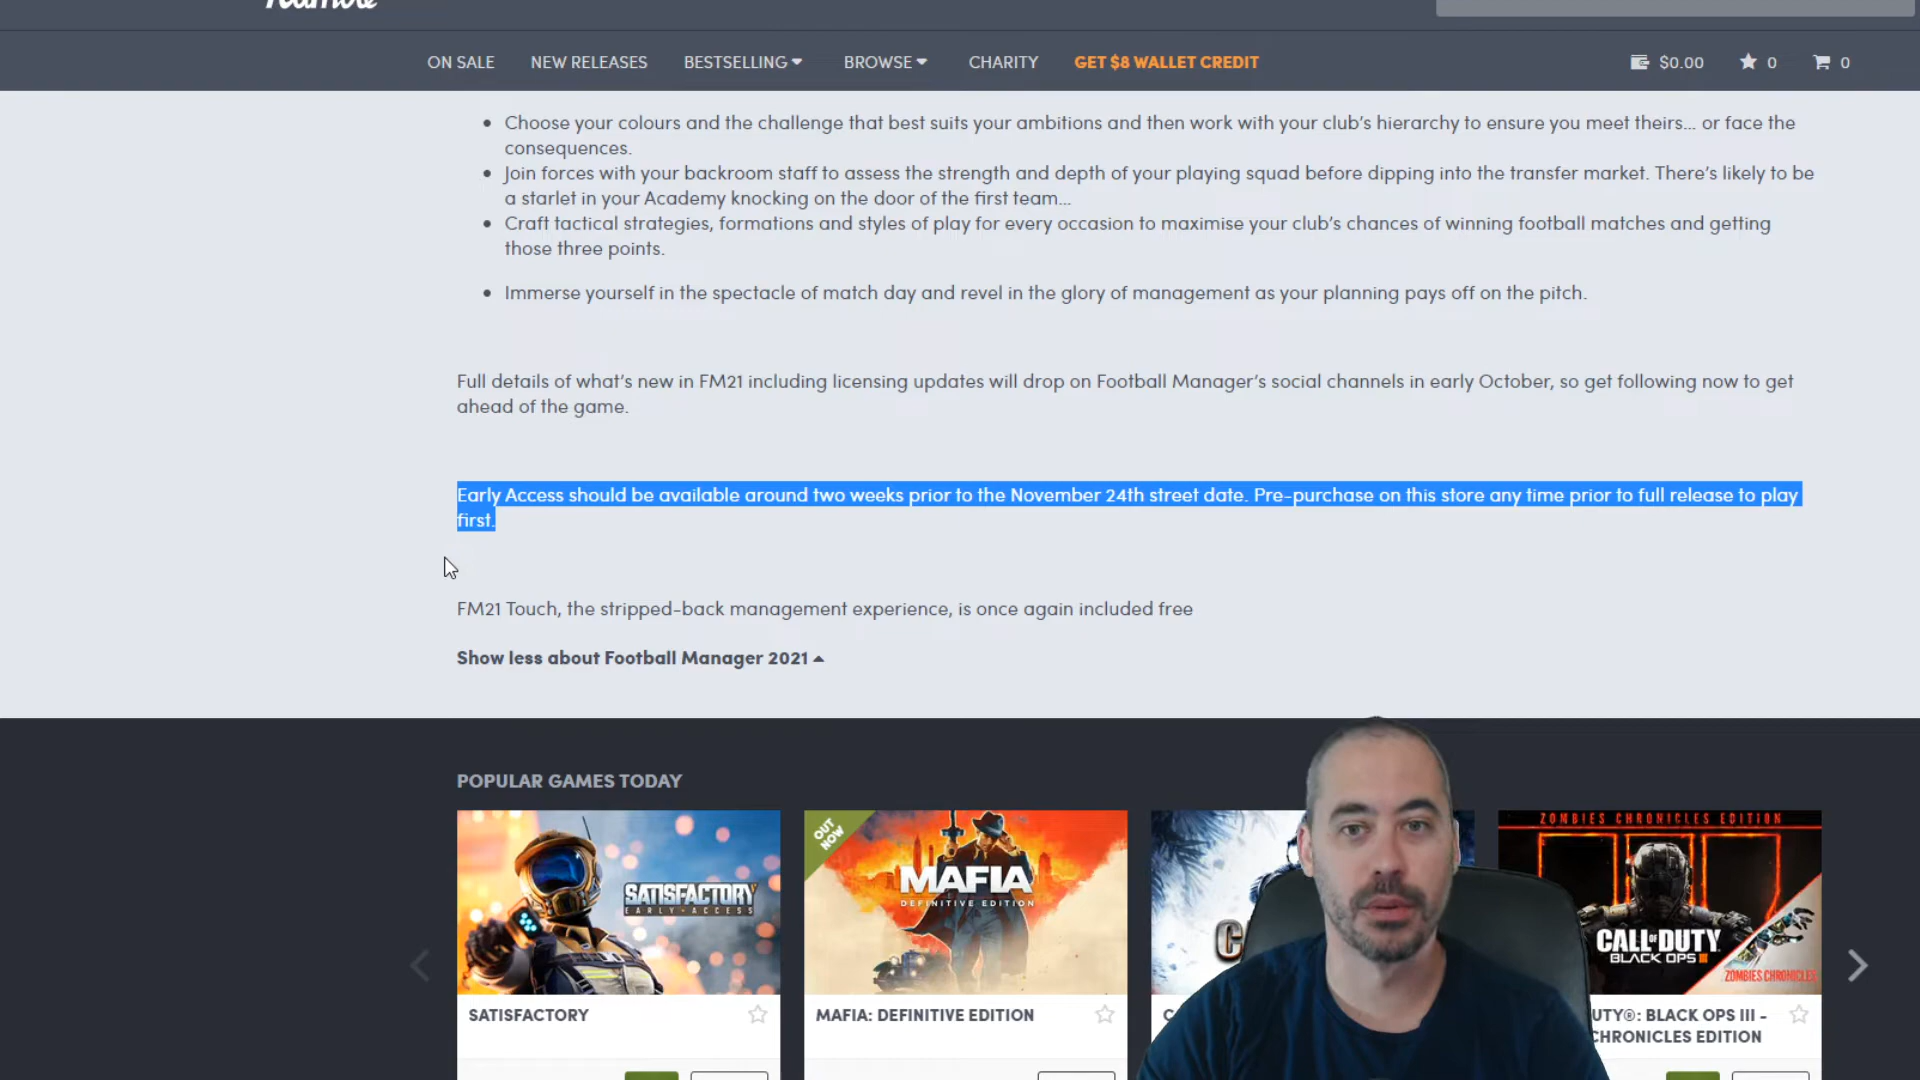 ON SALE NEW RELEASES BESTSELLING BROWSE CHARITY GET $8 WALLET CREDIT $0.00 0 0
Choose your colours and the challenge that best suits your ambitions and then work with your club's hierarchy to ensure you meet theirs... or face the
consequences.
Join forces with your backroom staff to assess the strength and depth of your playing squad before dipping into the transfer market. There's likely to be
a starlet in your Academy knocking on the door of the first team...
Craft tactical strategies, formations and styles of play for every occasion to maximise your club's chances of winning football matches and getting
those three points.
Immerse yourself in the spectacle of match day and revel in the glory of management as your planning pays off on the pitch.
Full details of what's new in FM21 including licensing updates will drop on Football Manager's social channels in early October, so get following now to get
ahead of the game.
Early Access should be available around two weeks prior to the November 24th street date. Pre-purchase on this store any time prior to full release to play
first.
FM21 Touch, the stripped-back management experience, is once again included free
Show less about Football Manager 2021
POPULAR GAMES TODAY
SATISFACTORY
EARLY ACCESS
OUT NOW
MAFIA
DEFINITIVE EDITION
ZOMBIES CHRONICLES EDITION
CALL OF DUTY
BLACK OPS III
ZOMBIES CHRONICLES
SATISFACTORY
MAFIA: DEFINITIVE EDITION
UTY®: BLACK OPS III -
CHRONICLES EDITION